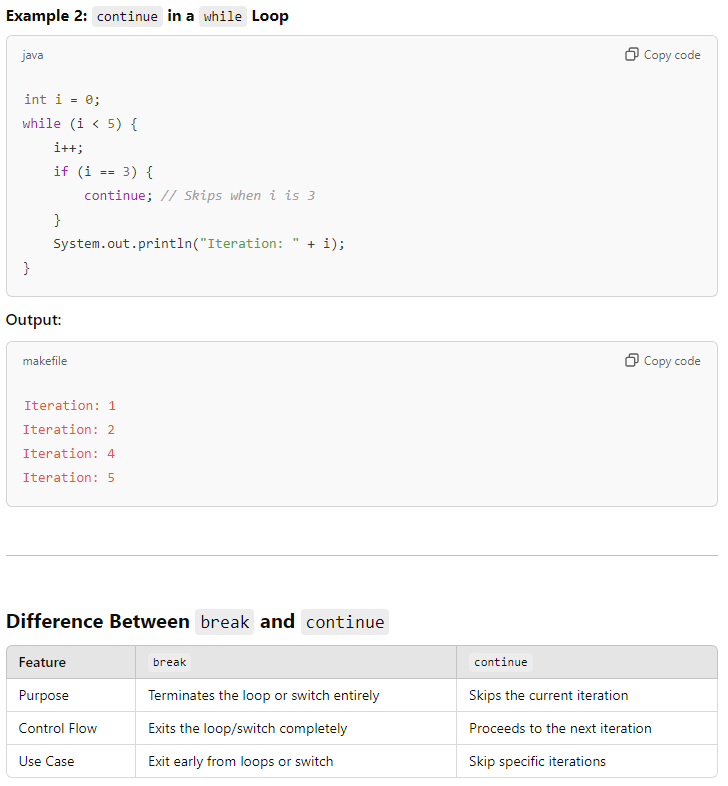 Example 2: continue in a while Loop
java Copy code
int i = 0;
while (i < 5) {
    i++;
    if (i == 3) {
        continue; // Skips when i is 3
    }
    System.out.println("Iteration: " + i);
}
Output:
makefile Copy code
Iteration: 1
Iteration: 2
Iteration: 4
Iteration: 5
Difference Between break and continue
Feature break continue
Purpose Terminates the loop or switch entirely Skips the current iteration
Control Flow Exits the loop/switch completely Proceeds to the next iteration
Use Case Exit early from loops or switch Skip specific iterations